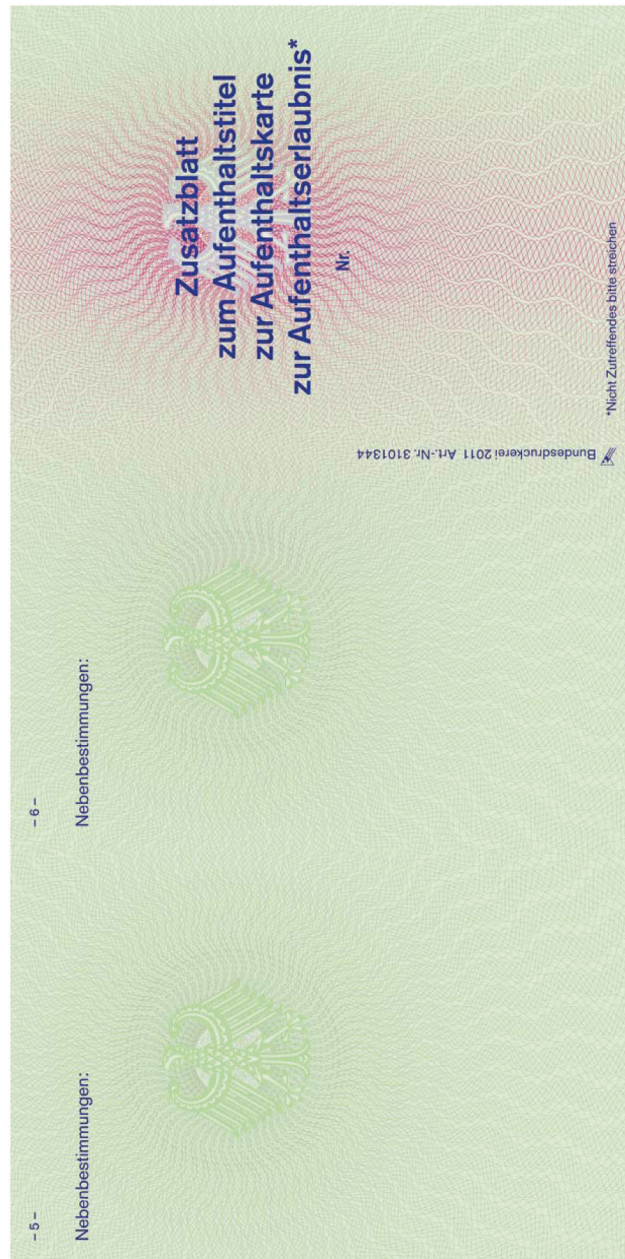 – 5 –
Nebenbestimmungen:
– 6 –
Nebenbestimmungen:
Zusatzblatt
zum Aufenthaltstitel
zur Aufenthaltskarte
zur Aufenthaltserlaubnis*
Nr.
*Nicht Zutreffendes bitte streichen
Bundesdruckerei 2011 Art.-Nr. 3101344